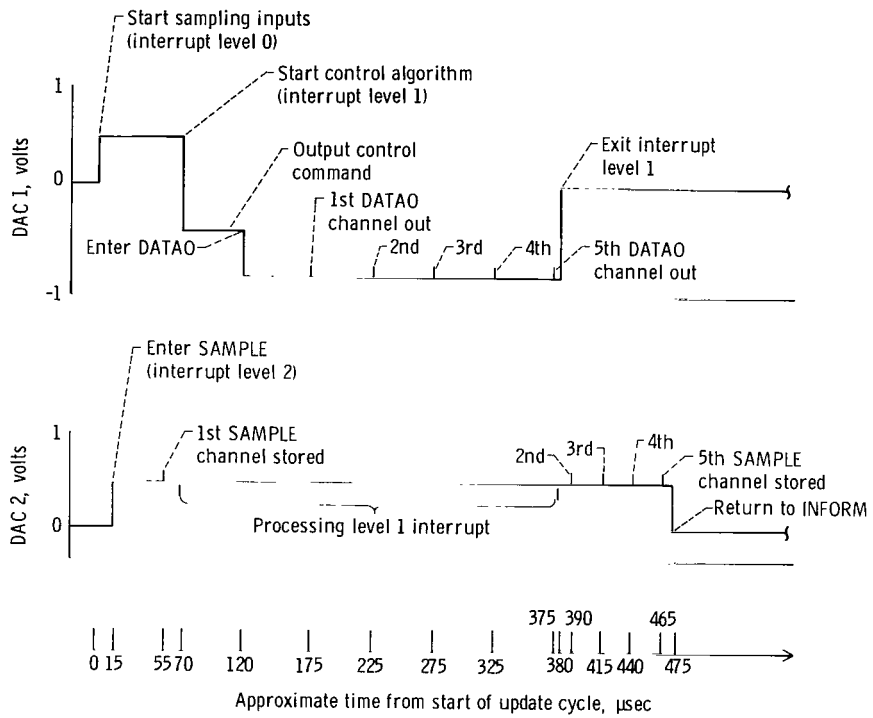 Start sampling inputs
(interrupt level 0)
Start control algorithm
(interrupt level 1)
Output control
command
Exit interrupt
level 1
1st DATAO
channel out
Enter DATAO
2nd
3rd
4th
5th DATAO
channel out
DAC 1, volts
1
0
-1
Enter SAMPLE
(interrupt level 2)
1st SAMPLE
channel stored
2nd
3rd
4th
5th SAMPLE
channel stored
Return to INFORM
Processing level 1 interrupt
DAC 2, volts
1
0
375 390 465
0 15 55 70 120 175 225 275 325 380 415 440 475
Approximate time from start of update cycle, μsec